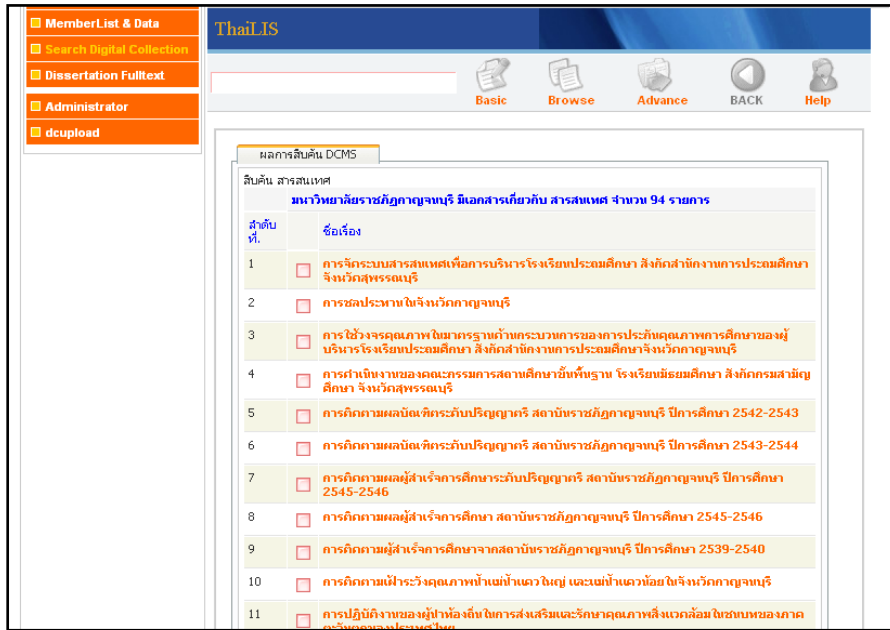 MemberList & Data
Search Digital Collection
Dissertation Fulltext
Administrator
dcupload
ThaiLIS
Basic
Browse
Advance
BACK
Help
ผลการสืบค้น DCMS
สืบค้น สารสนเทศ
มหาวิทยาลัยราชภัฏกาญจนบุรี มีเอกสารเกี่ยวกับ สารสนเทศ จำนวน 94 รายการ
ลำดับ
ที่.
ชื่อเรื่อง
1
การจัดระบบสารสนเทศเพื่อการบริหารโรงเรียนประถมศึกษา สังกัดสำนักงานการประถมศึกษา
จังหวัดสุพรรณบุรี
2
การชลประทานในจังหวัดกาญจนบุรี
3
การใช้วงจรคุณภาพในมาตรฐานด้านกระบวนการของการประกันคุณภาพการศึกษาของผู้
บริหารโรงเรียนประถมศึกษา สังกัดสำนักงานการประถมศึกษาจังหวัดกาญจนบุรี
4
การดำเนินงานของคณะกรรมการสถานศึกษาขั้นพื้นฐาน โรงเรียนมัธยมศึกษา สังกัดกรมสามัญ
ศึกษา จังหวัดสุพรรณบุรี
5
การติดตามผลบัณฑิตระดับปริญญาตรี สถาบันราชภัฏกาญจนบุรี ปีการศึกษา 2542-2543
6
การติดตามผลบัณฑิตระดับปริญญาตรี สถาบันราชภัฏกาญจนบุรี ปีการศึกษา 2543-2544
7
การติดตามผลผู้สำเร็จการศึกษาระดับปริญญาตรี สถาบันราชภัฏกาญจนบุรี ปีการศึกษา
2545-2546
8
การติดตามผลผู้สำเร็จการศึกษา สถาบันราชภัฏกาญจนบุรี ปีการศึกษา 2545-2546
9
การติดตามผู้สำเร็จการศึกษาจากสถาบันราชภัฏกาญจนบุรี ปีการศึกษา 2539-2540
10
การติดตามเฝ้าระวังคุณภาพน้ำแม่น้ำแควใหญ่ และแม่น้ำแควน้อยในจังหวัดกาญจนบุรี
11
การปฏิบัติงานของผู้นำท้องถิ่นในการส่งเสริมและรักษาคุณภาพสิ่งแวดล้อมในชนบทของภาค
ตะวันตกของประเทศไทย